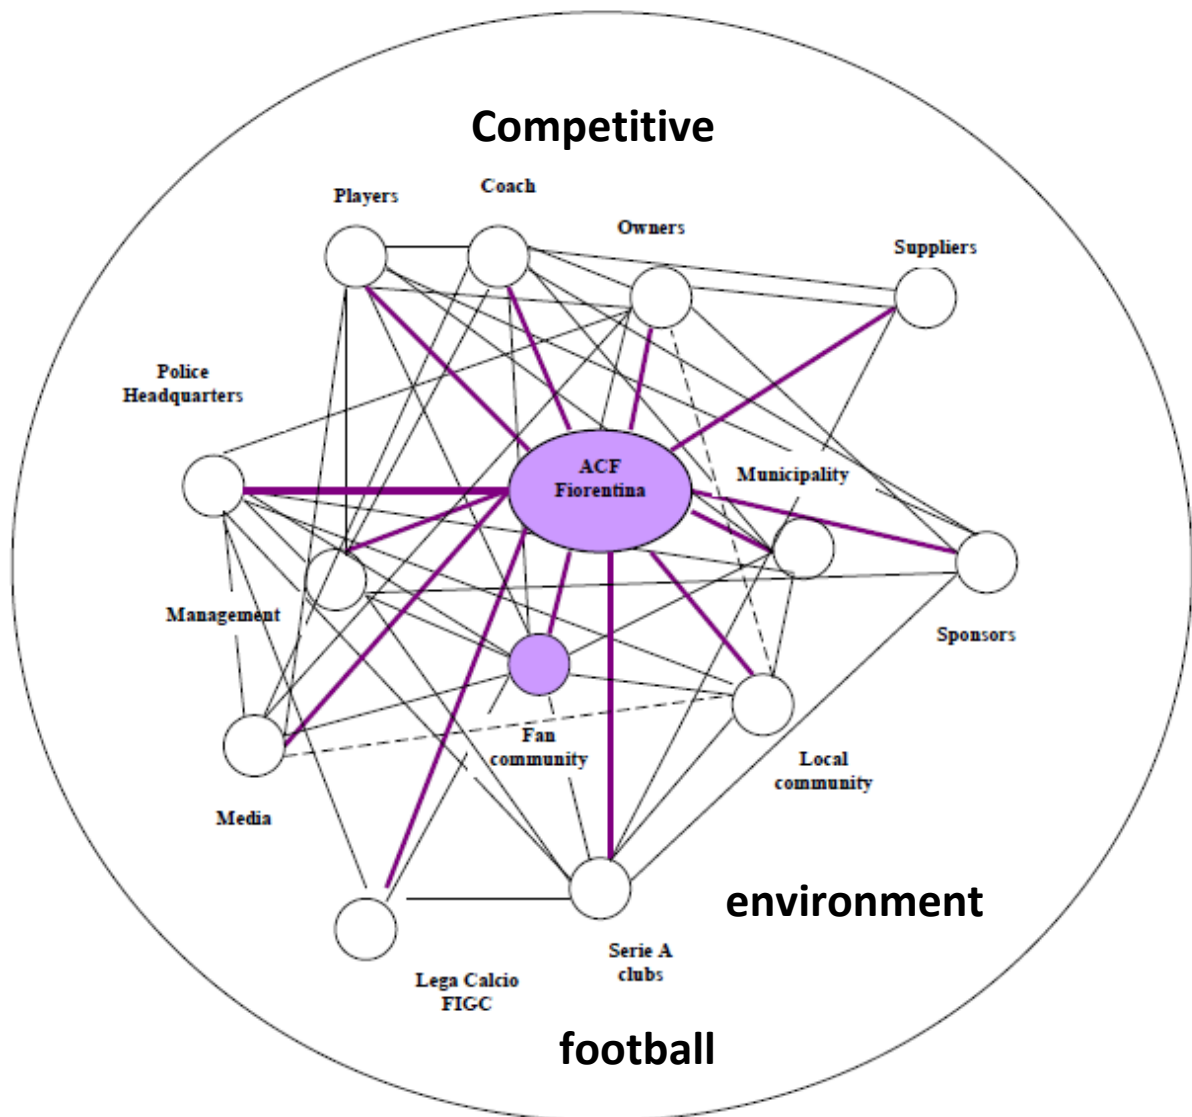 Competitive
Coach
Players
Owners
Suppliers
Police
Headquarters
ACF
Fiorentina
Municipality
Management
Sponsors
Fan
community
Local
community
Media
environment
Serie A
clubs
Lega Calcio
FIGC
football